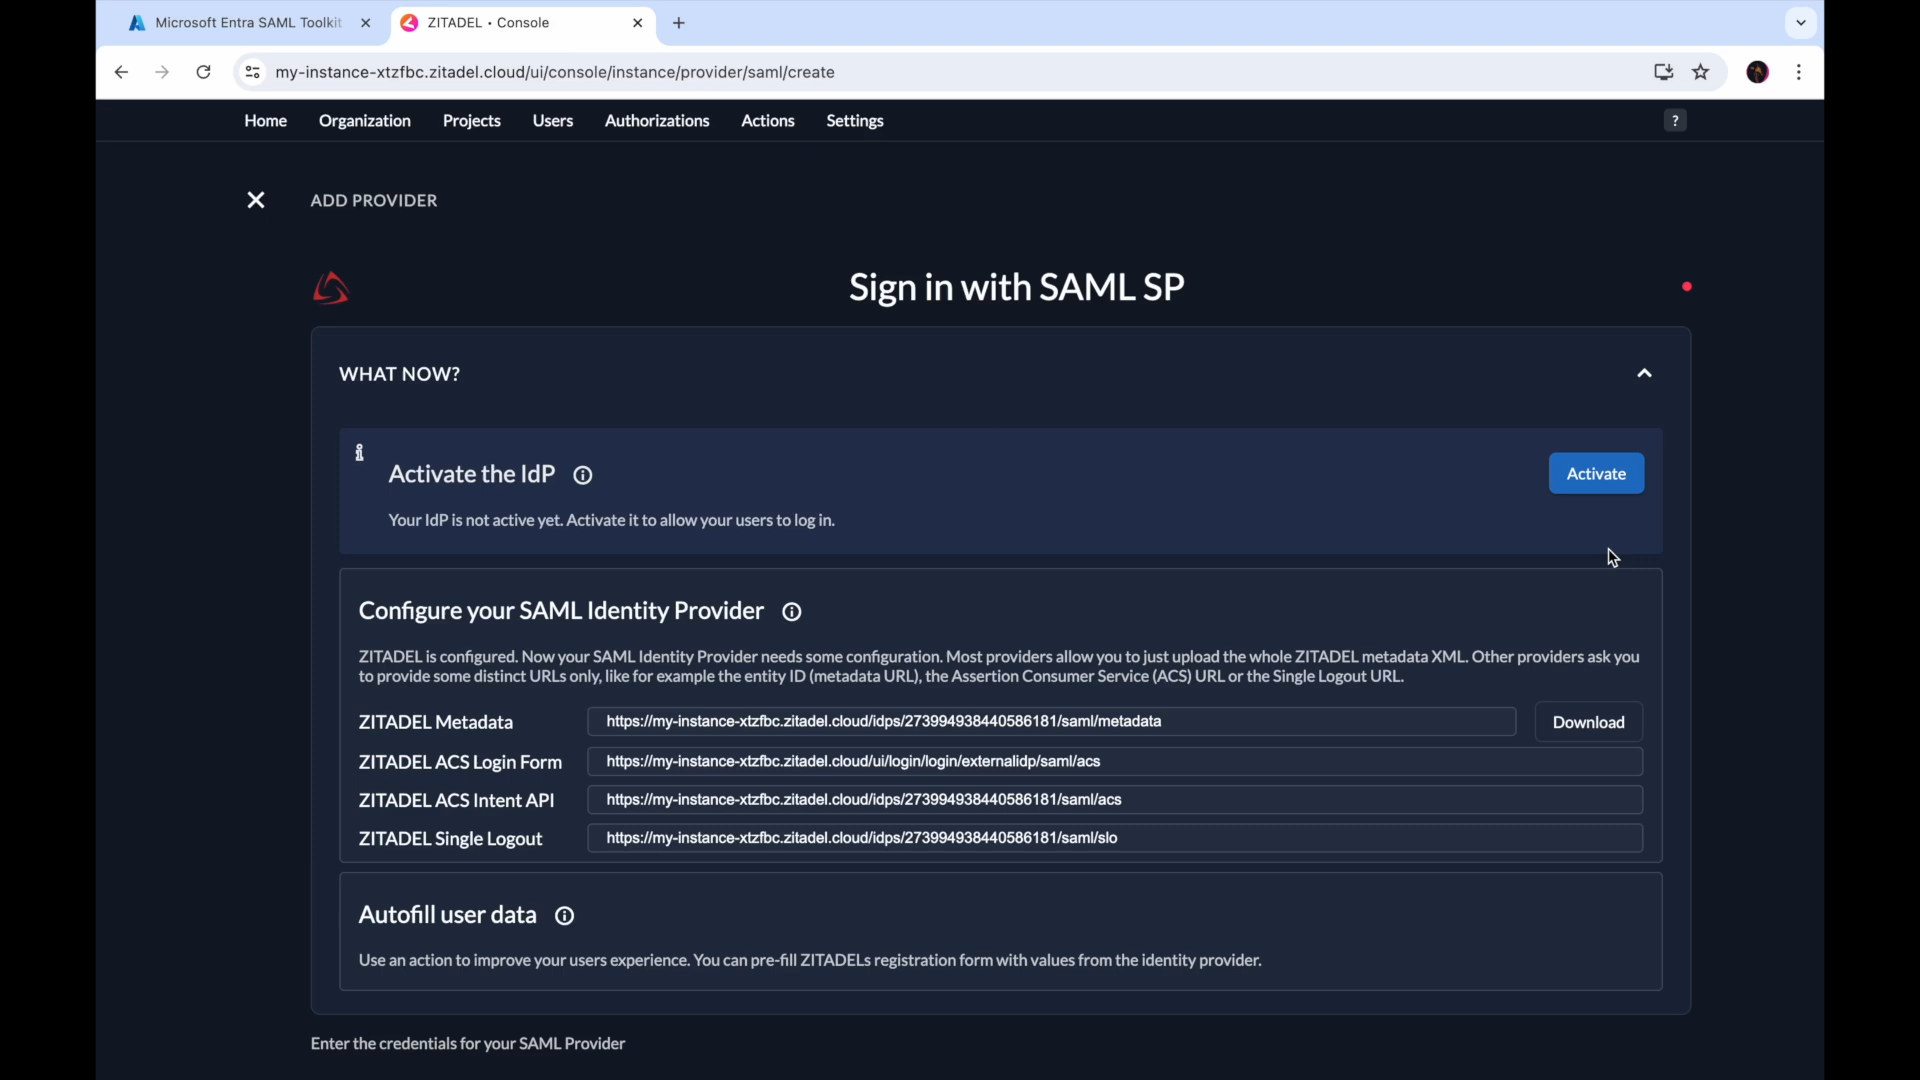 Microsoft Entra SAML Toolkit
ZITADEL • Console
my-instance-xtzfbc.zitadel.cloud/ui/console/instance/provider/saml/create
Home Organization Projects Users Authorizations Actions Settings ?
ADD PROVIDER
Sign in with SAML SP
WHAT NOW?
Activate the IdP
Activate
Your IdP is not active yet. Activate it to allow your users to log in.
Configure your SAML Identity Provider
ZITADEL is configured. Now your SAML Identity Provider needs some configuration. Most providers allow you to just upload the whole ZITADEL metadata XML. Other providers ask you
to provide some distinct URLs only, like for example the entity ID (metadata URL), the Assertion Consumer Service (ACS) URL or the Single Logout URL.
ZITADEL Metadata https://my-instance-xtzfbc.zitadel.cloud/idps/273994938440586181/saml/metadata Download
ZITADEL ACS Login Form https://my-instance-xtzfbc.zitadel.cloud/ui/login/login/externalidp/saml/acs
ZITADEL ACS Intent API https://my-instance-xtzfbc.zitadel.cloud/idps/273994938440586181/saml/acs
ZITADEL Single Logout https://my-instance-xtzfbc.zitadel.cloud/idps/273994938440586181/saml/slo
Autofill user data
Use an action to improve your users experience. You can pre-fill ZITADELs registration form with values from the identity provider.
Enter the credentials for your SAML Provider